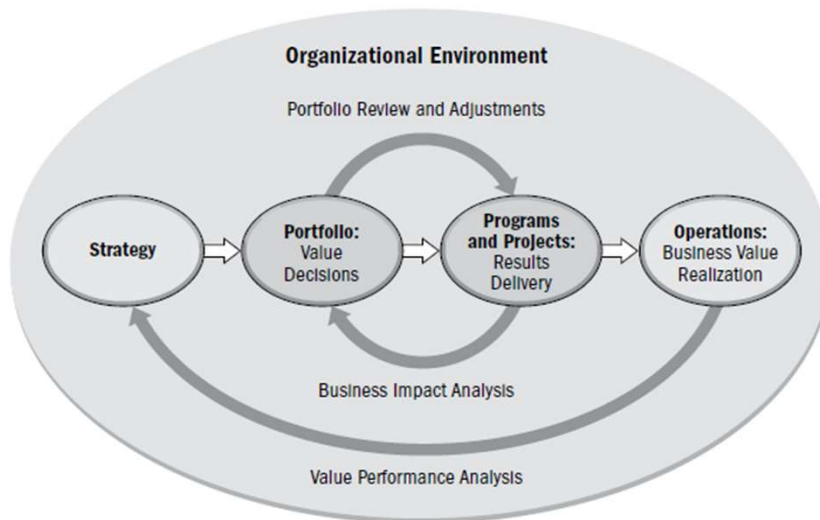 Organizational Environment
Portfolio Review and Adjustments
Strategy
Portfolio:
Value
Decisions
Programs
and Projects:
Results
Delivery
Operations:
Business Value
Realization
Business Impact Analysis
Value Performance Analysis